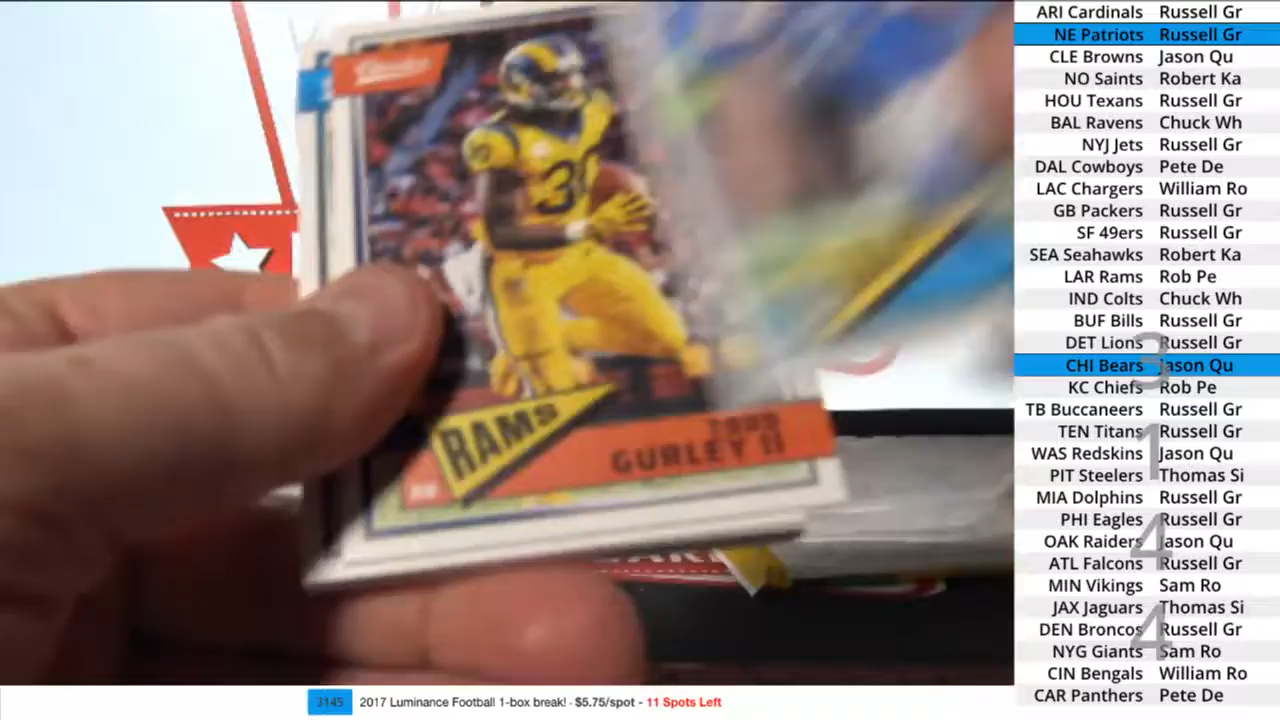 Classics
30
RAMS
TODD
GURLEY II
RB
ARI Cardinals Russell Gr
NE Patriots Russell Gr
CLE Browns Jason Qu
NO Saints Robert Ka
HOU Texans Russell Gr
BAL Ravens Chuck Wh
NYJ Jets Russell Gr
DAL Cowboys Pete De
LAC Chargers William Ro
GB Packers Russell Gr
SF 49ers Russell Gr
SEA Seahawks Robert Ka
LAR Rams Rob Pe
IND Colts Chuck Wh
BUF Bills Russell Gr
DET Lions Russell Gr
CHI Bears Jason Qu
KC Chiefs Rob Pe
TB Buccaneers Russell Gr
TEN Titans Russell Gr
WAS Redskins Jason Qu
PIT Steelers Thomas Si
MIA Dolphins Russell Gr
PHI Eagles Russell Gr
OAK Raiders Jason Qu
ATL Falcons Russell Gr
MIN Vikings Sam Ro
JAX Jaguars Thomas Si
DEN Broncos Russell Gr
NYG Giants Sam Ro
CIN Bengals William Ro
CAR Panthers Pete De
3
1
4
4
3145 2017 Luminance Football 1-box break! - $5.75/spot - 11 Spots Left